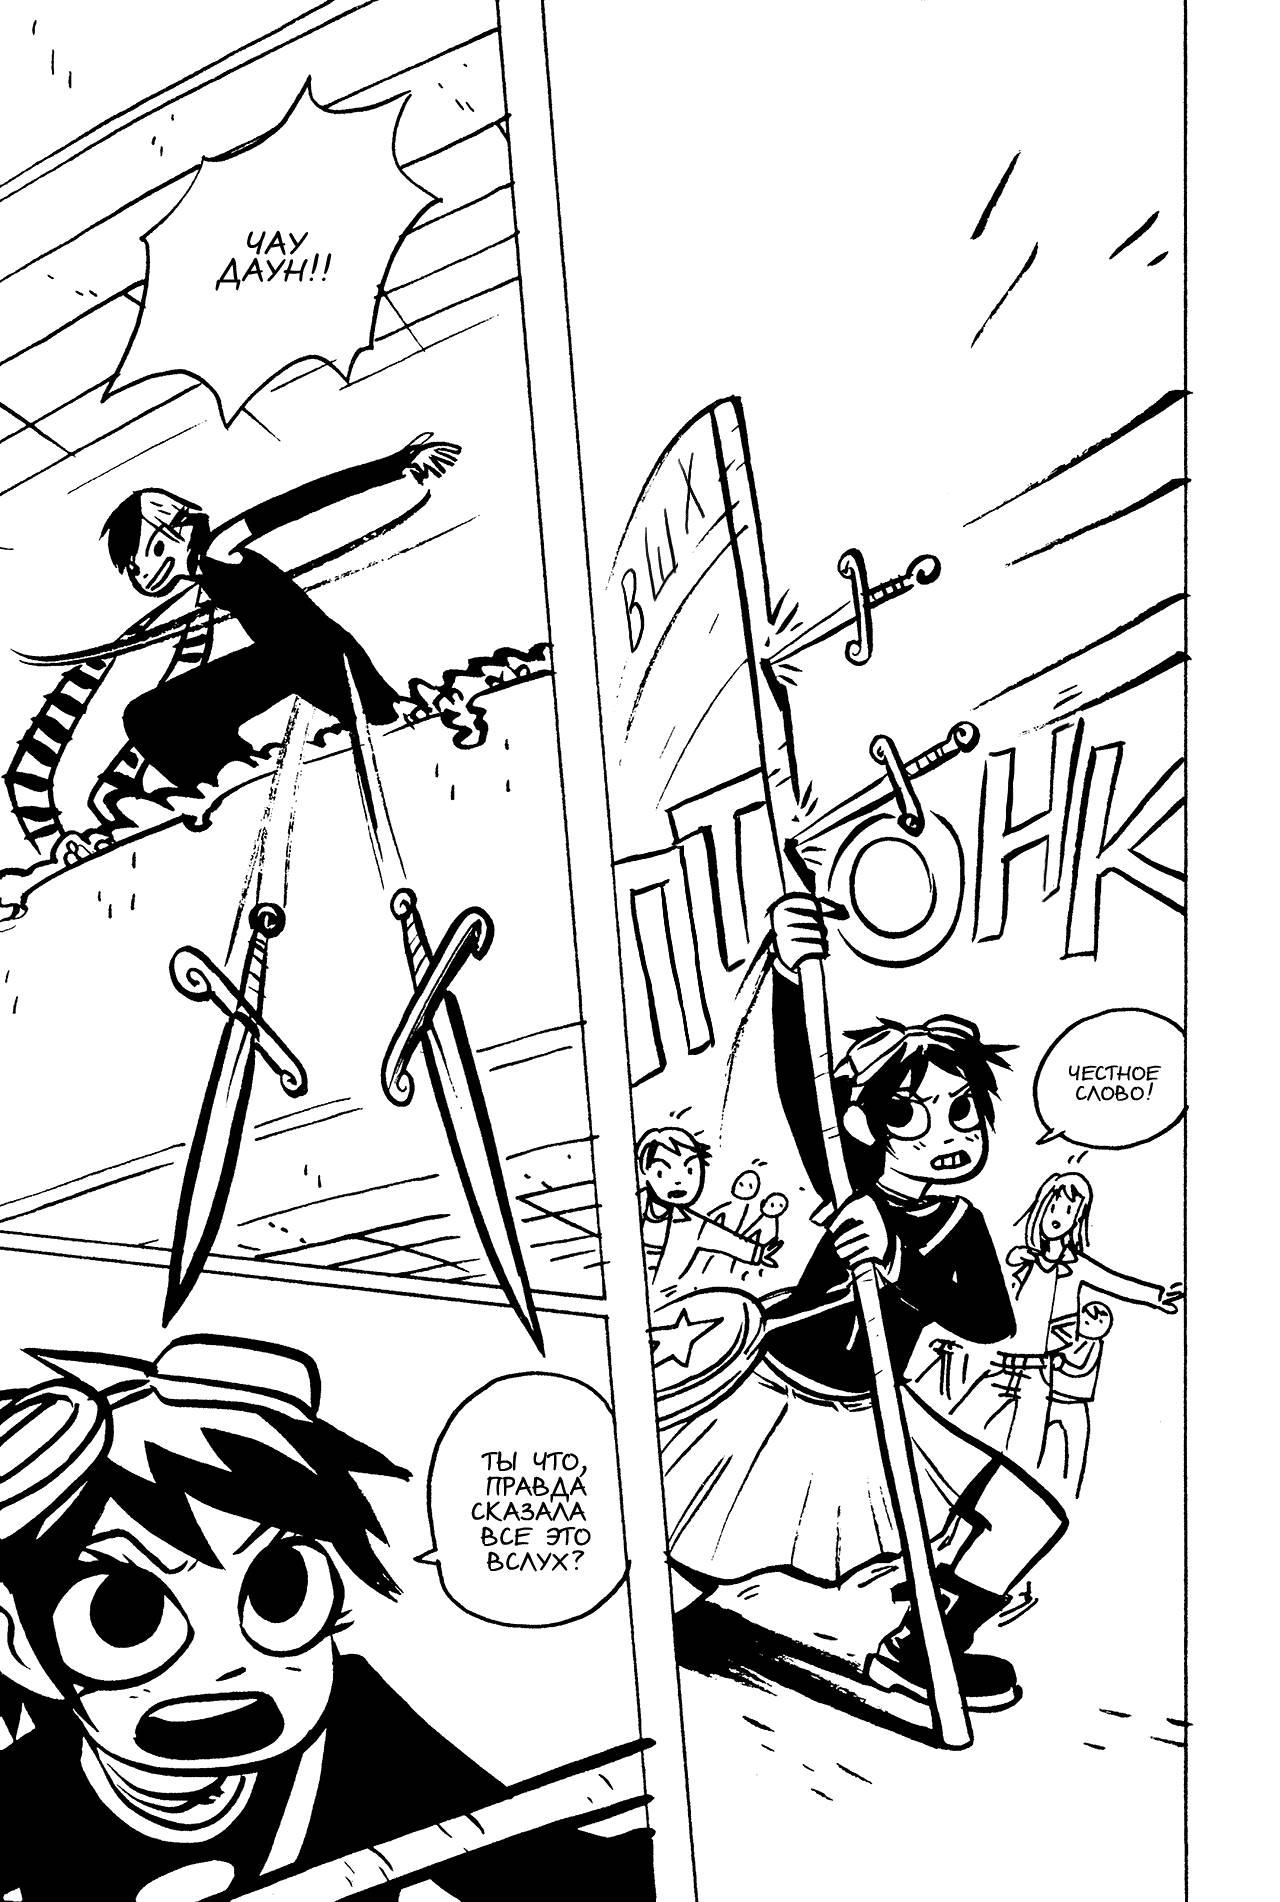 ЧАУ
ДАУН!!
ТЫ ЧТО,
ПРАВДА
СКАЗАЛА
ВСЕ ЭТО
ВСЛУХ?
ВШХ
ПТОНК
ЧЕСТНОЕ
СЛОВО!